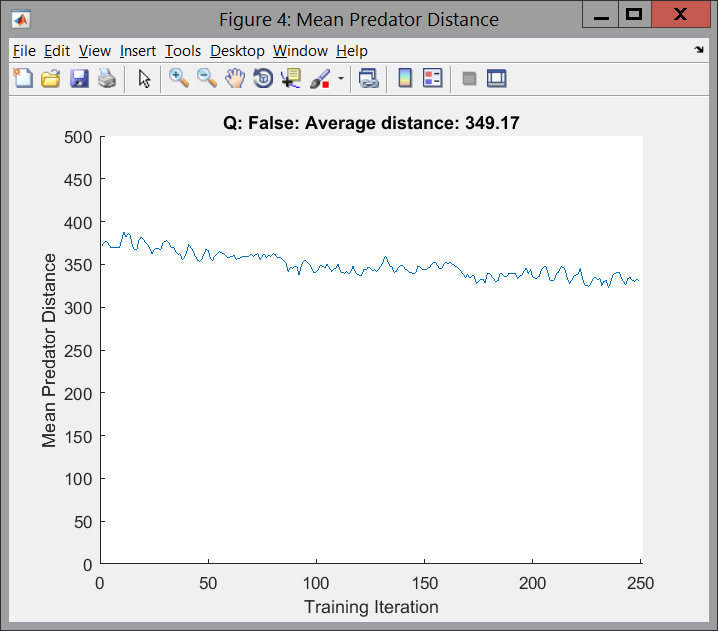 Figure 4: Mean Predator Distance
File Edit View Insert Tools Desktop Window Help
Q: False: Average distance: 349.17
500
450
400
350
300
250
200
150
100
50
0
Mean Predator Distance
0 50 100 150 200 250
Training Iteration